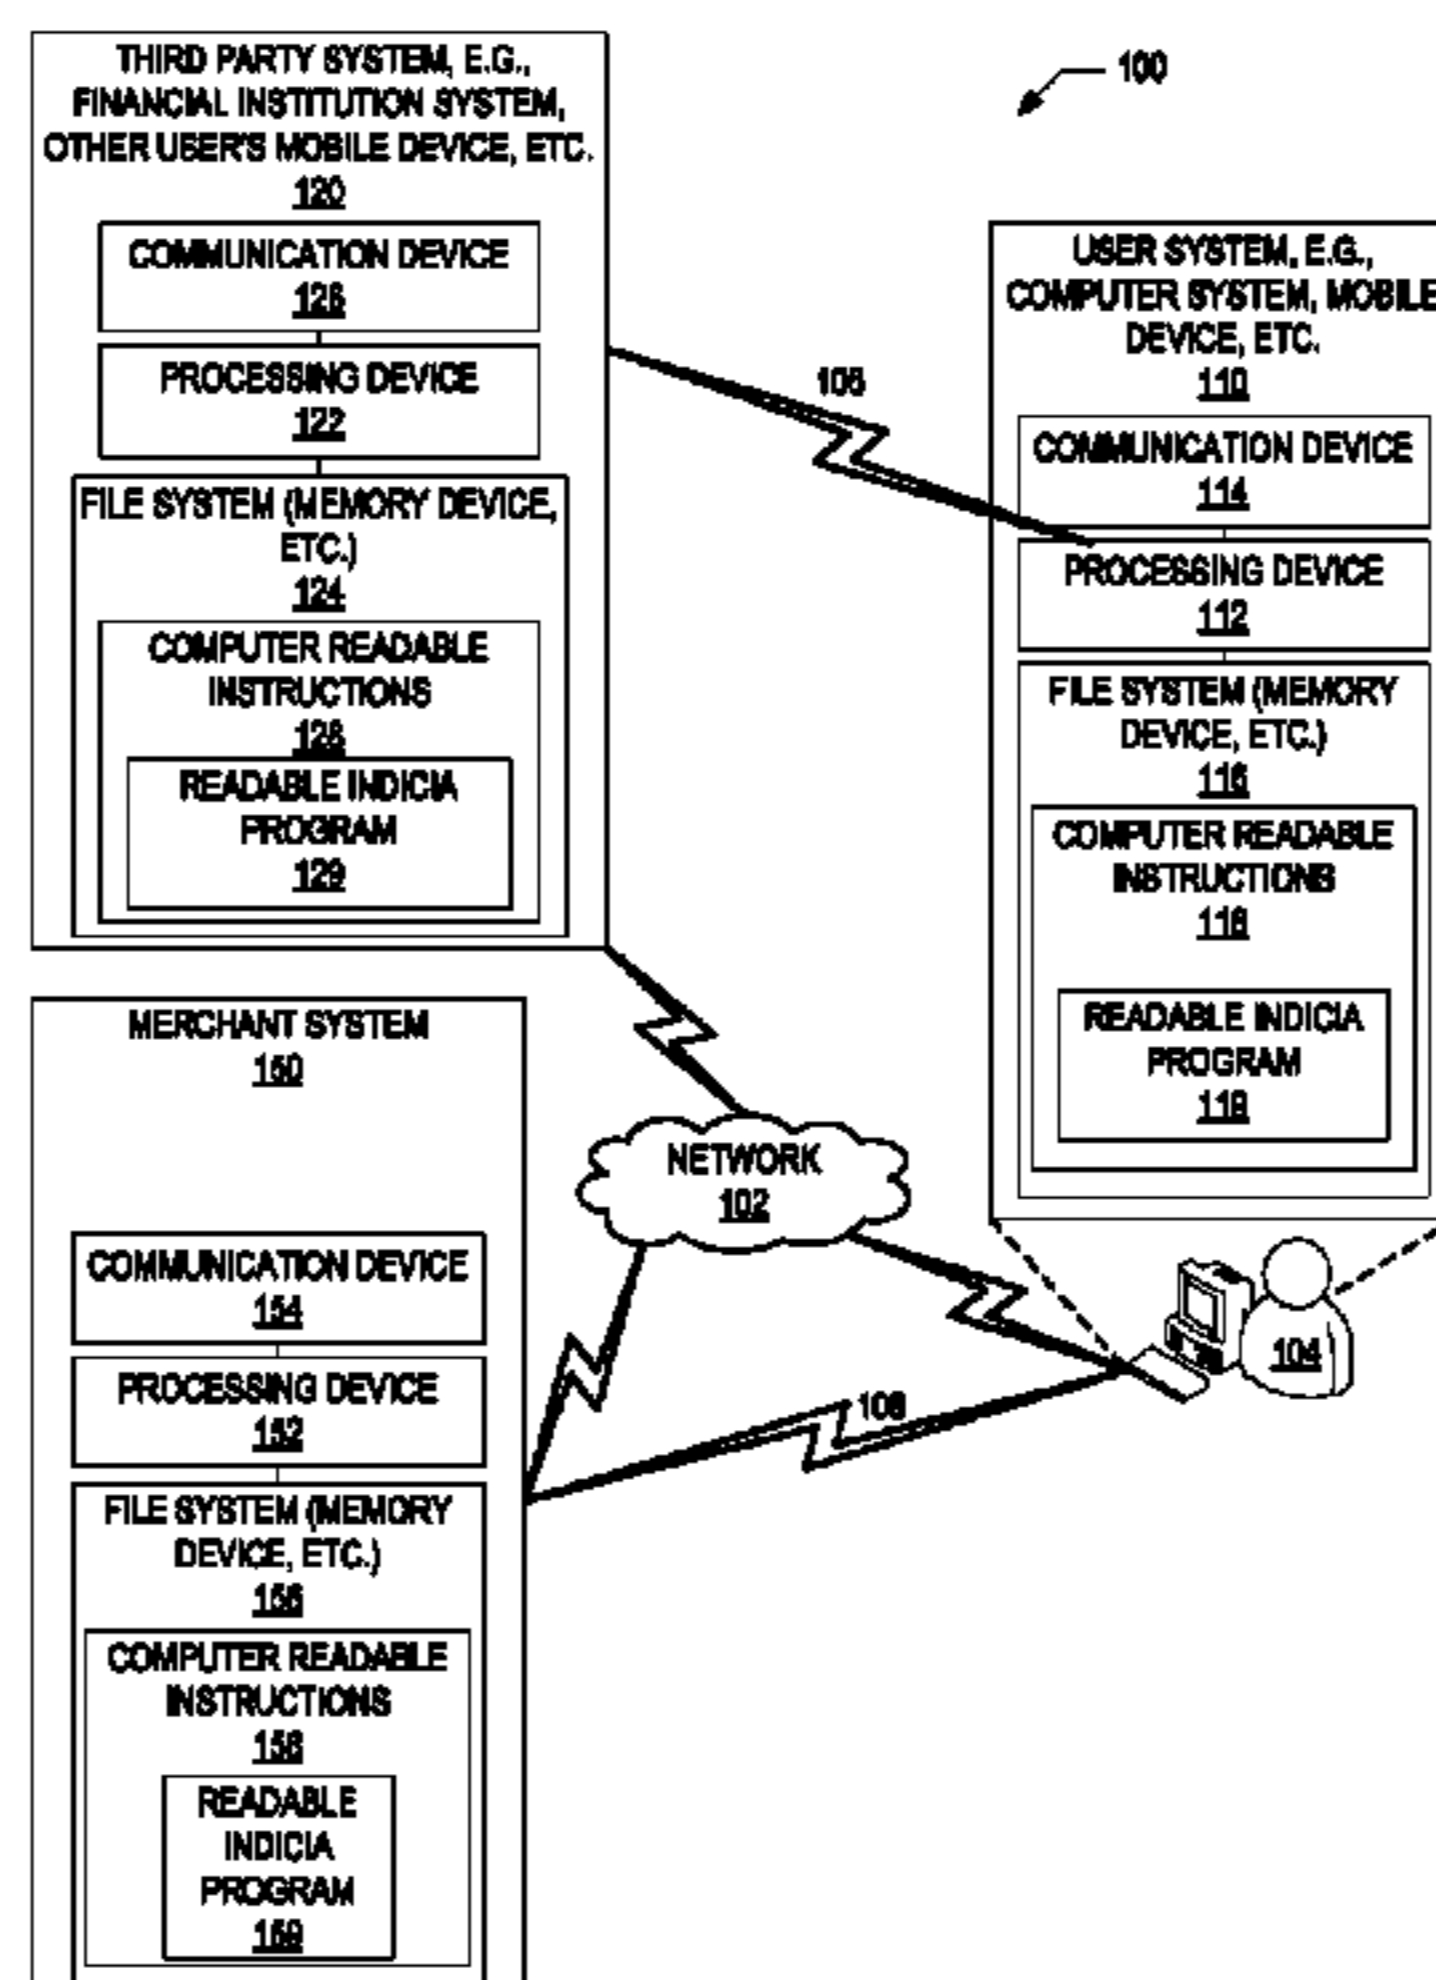 THIRD PARTY SYSTEM, E.G.,
FINANCIAL INSTITUTION SYSTEM,
OTHER USER'S MOBILE DEVICE, ETC.
120
COMMUNICATION DEVICE
126
PROCESSING DEVICE
122
FILE SYSTEM (MEMORY DEVICE,
ETC.)
124
COMPUTER READABLE
INSTRUCTIONS
128
READABLE INDICIA
PROGRAM
129
100
USER SYSTEM, E.G.,
COMPUTER SYSTEM, MOBILE
DEVICE, ETC.
110
COMMUNICATION DEVICE
114
PROCESSING DEVICE
112
FILE SYSTEM (MEMORY
DEVICE, ETC.)
116
COMPUTER READABLE
INSTRUCTIONS
118
READABLE INDICIA
PROGRAM
119
MERCHANT SYSTEM
150
COMMUNICATION DEVICE
154
PROCESSING DEVICE
152
FILE SYSTEM (MEMORY
DEVICE, ETC.)
156
COMPUTER READABLE
INSTRUCTIONS
158
READABLE
INDICIA
PROGRAM
159
NETWORK
102
104